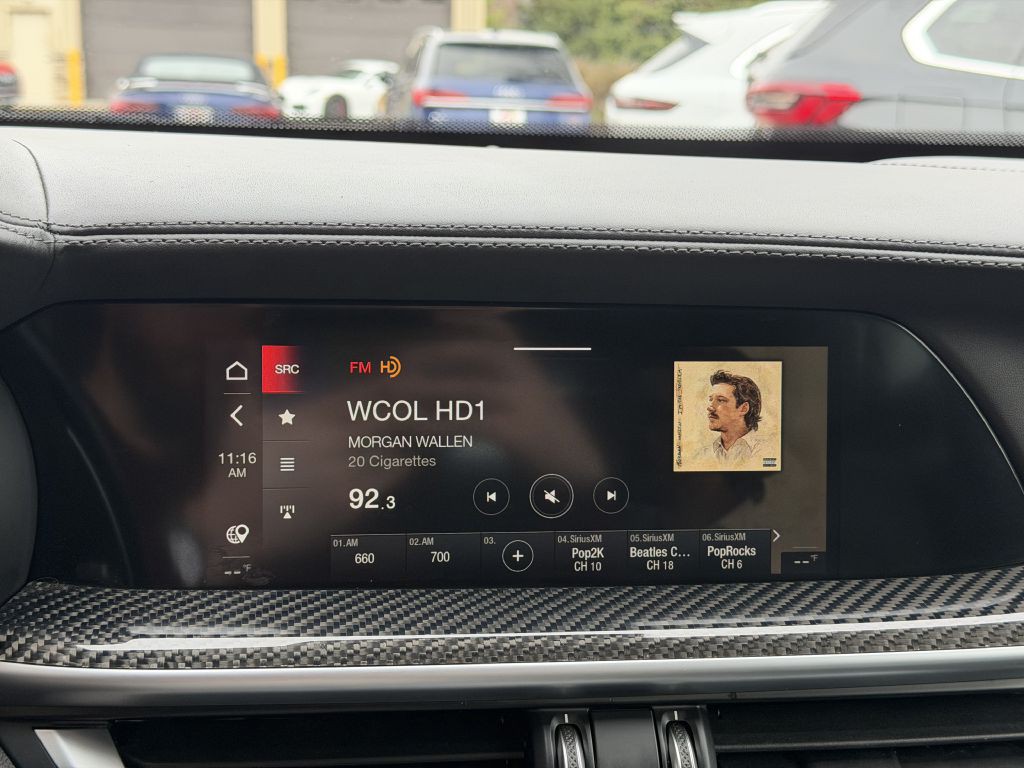 SRC
FM HD
WCOL HD1
MORGAN WALLEN
20 Cigarettes
11:16
AM
92.3
01.AM
660
02.AM
700
03.
04.SiriusXM
Pop2K
CH 10
05.SiriusXM
Beatles C...
CH 18
06.SiriusXM
PopRocks
CH 6
--°F
--°F